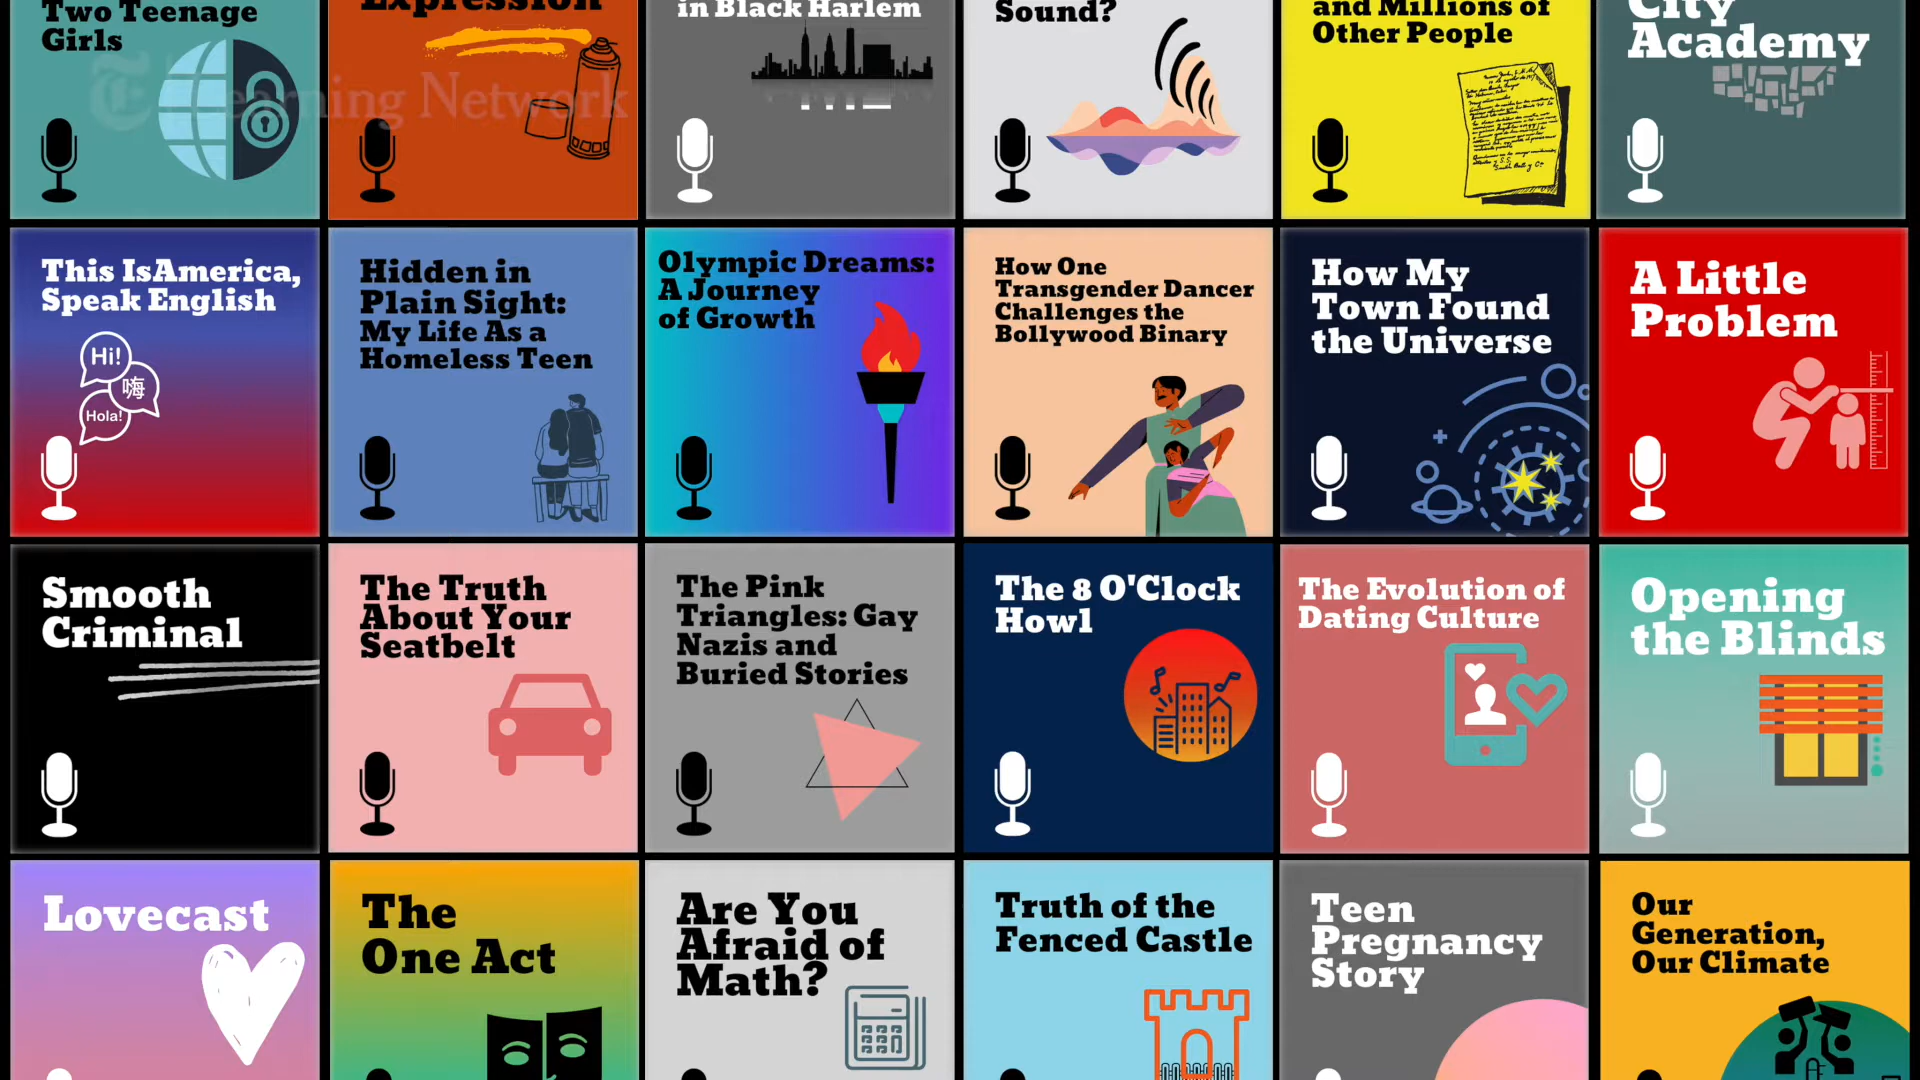 Two Teenage
Girls
Expression
in Black Harlem
Sound?
and Millions of
Other People
City
Academy
Learning Network
This IsAmerica,
Speak English
Hi!
嗨
Hola!
Hidden in
Plain Sight:
My Life As a
Homeless Teen
Olympic Dreams:
A Journey
of Growth
How One
Transgender Dancer
Challenges the
Bollywood Binary
How My
Town Found
the Universe
A Little
Problem
Smooth
Criminal
The Truth
About Your
Seatbelt
The Pink
Triangles: Gay
Nazis and
Buried Stories
The 8 O'Clock
Howl
The Evolution of
Dating Culture
Opening
the Blinds
Lovecast
The
One Act
Are You
Afraid of
Math?
Truth of the
Fenced Castle
Teen
Pregnancy
Story
Our
Generation,
Our Climate